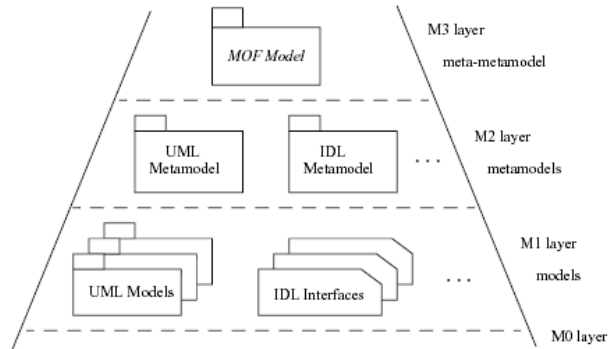 MOF Model
M3 layer
meta-metamodel
UML
Metamodel
IDL
Metamodel
...
M2 layer
metamodels
UML Models
IDL Interfaces
...
M1 layer
models
M0 layer